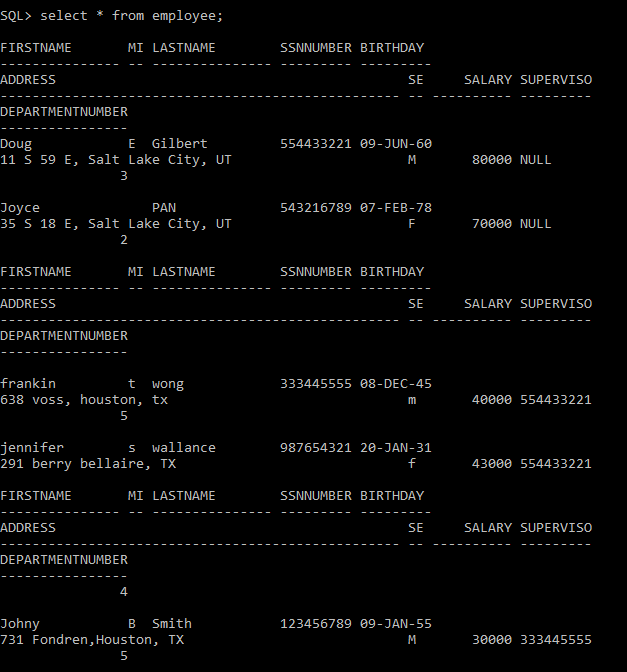 SQL> select * from employee;
FIRSTNAME       MI LASTNAME        SSNNUMBER BIRTHDAY
--------------- -- --------------- --------- ---------
ADDRESS                                            SE     SALARY SUPERVISO
-------------------------------------------------- -- ---------- ---------
DEPARTMENTNUMBER
----------------
Doug            E  Gilbert         554433221 09-JUN-60
11 S 59 E, Salt Lake City, UT                      M       80000 NULL
               3
Joyce              PAN             543216789 07-FEB-78
35 S 18 E, Salt Lake City, UT                      F       70000 NULL
               2
FIRSTNAME       MI LASTNAME        SSNNUMBER BIRTHDAY
--------------- -- --------------- --------- ---------
ADDRESS                                            SE     SALARY SUPERVISO
-------------------------------------------------- -- ---------- ---------
DEPARTMENTNUMBER
----------------
frankin         t  wong            333445555 08-DEC-45
638 voss, houston, tx                              m       40000 554433221
               5
jennifer        s  wallance        987654321 20-JAN-31
291 berry bellaire, TX                             f       43000 554433221
FIRSTNAME       MI LASTNAME        SSNNUMBER BIRTHDAY
--------------- -- --------------- --------- ---------
ADDRESS                                            SE     SALARY SUPERVISO
-------------------------------------------------- -- ---------- ---------
DEPARTMENTNUMBER
----------------
               4
Johny           B  Smith           123456789 09-JAN-55
731 Fondren,Houston, TX                            M       30000 333445555
               5